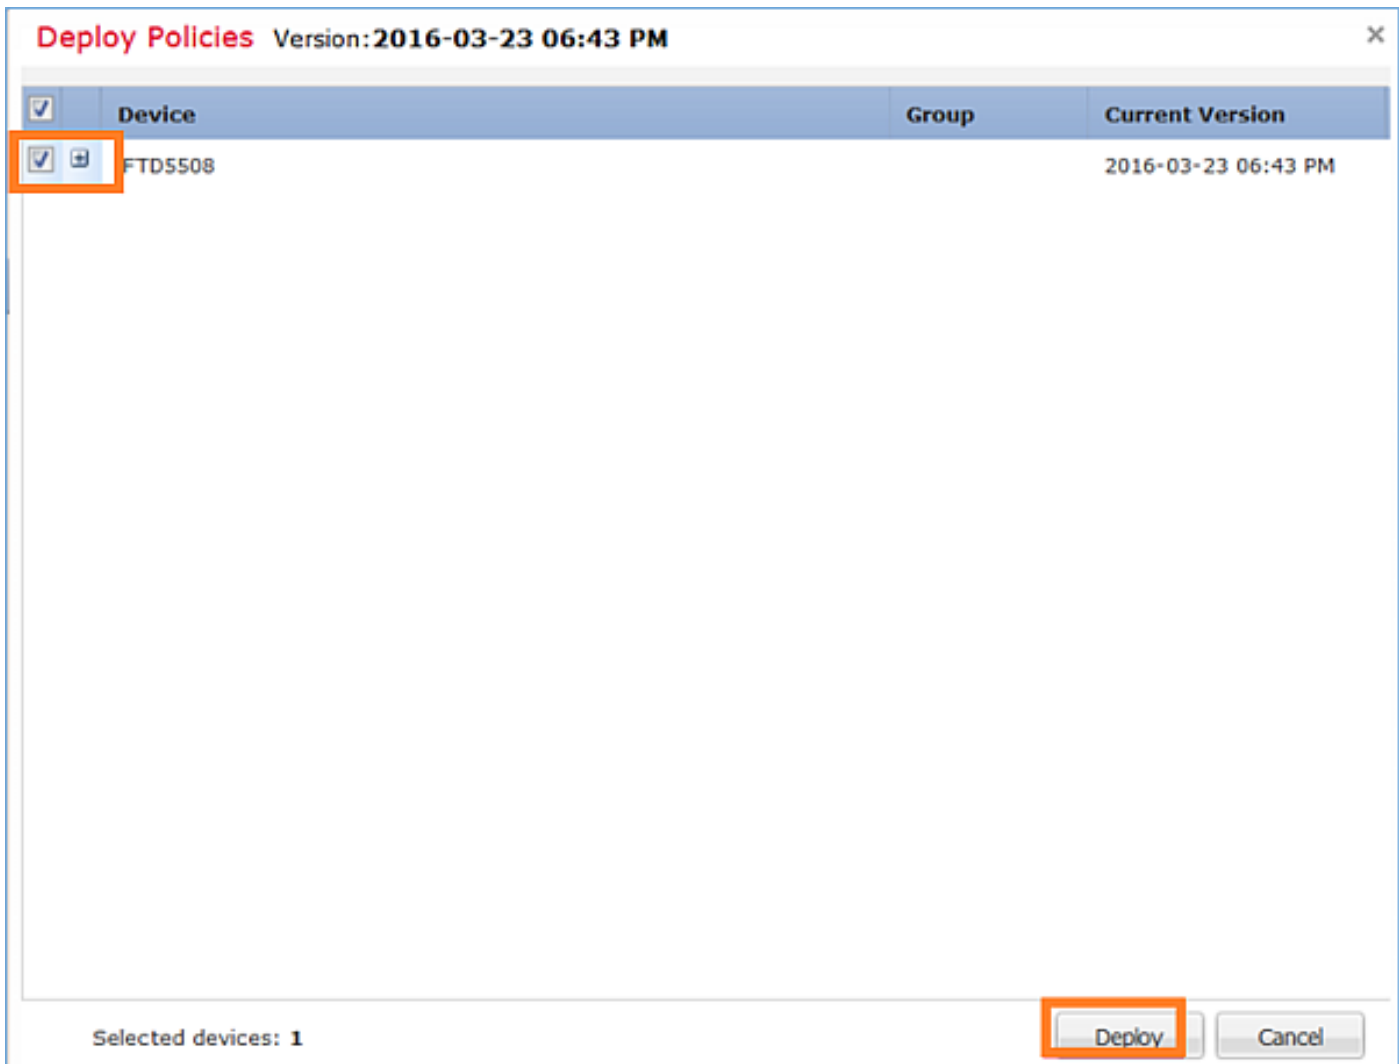 Deploy Policies Version:2016-03-23 06:43 PM
Device Group Current Version
FTD5508 2016-03-23 06:43 PM
Selected devices: 1 Deploy Cancel